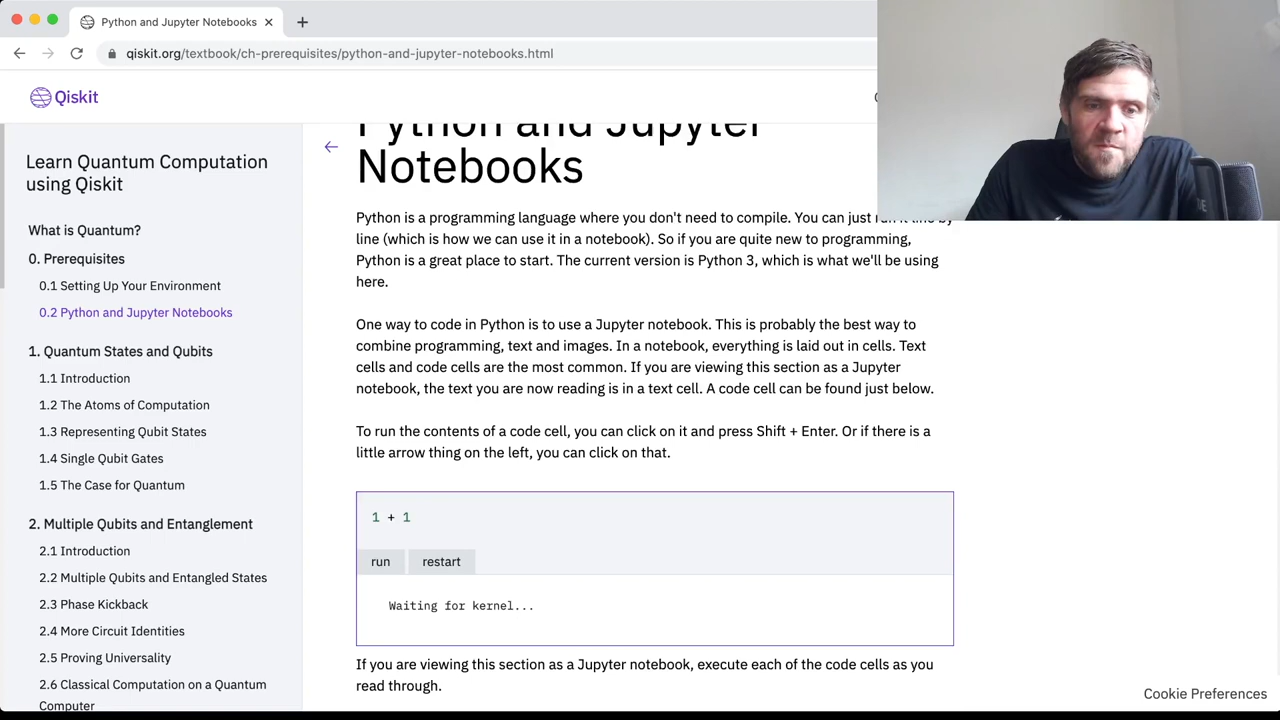 Python and Jupyter Notebooks
qiskit.org/textbook/ch-prerequisites/python-and-jupyter-notebooks.html
Qiskit
Learn Quantum Computation
using Qiskit
What is Quantum?
0. Prerequisites
0.1 Setting Up Your Environment
0.2 Python and Jupyter Notebooks
1. Quantum States and Qubits
1.1 Introduction
1.2 The Atoms of Computation
1.3 Representing Qubit States
1.4 Single Qubit Gates
1.5 The Case for Quantum
2. Multiple Qubits and Entanglement
2.1 Introduction
2.2 Multiple Qubits and Entangled States
2.3 Phase Kickback
2.4 More Circuit Identities
2.5 Proving Universality
2.6 Classical Computation on a Quantum
Computer
Python and Jupyter
Notebooks
Python is a programming language where you don't need to compile. You can just run it line by
line (which is how we can use it in a notebook). So if you are quite new to programming,
Python is a great place to start. The current version is Python 3, which is what we'll be using
here.
One way to code in Python is to use a Jupyter notebook. This is probably the best way to
combine programming, text and images. In a notebook, everything is laid out in cells. Text
cells and code cells are the most common. If you are viewing this section as a Jupyter
notebook, the text you are now reading is in a text cell. A code cell can be found just below.
To run the contents of a code cell, you can click on it and press Shift + Enter. Or if there is a
little arrow thing on the left, you can click on that.
1 + 1
run restart
Waiting for kernel...
If you are viewing this section as a Jupyter notebook, execute each of the code cells as you
read through.
Cookie Preferences